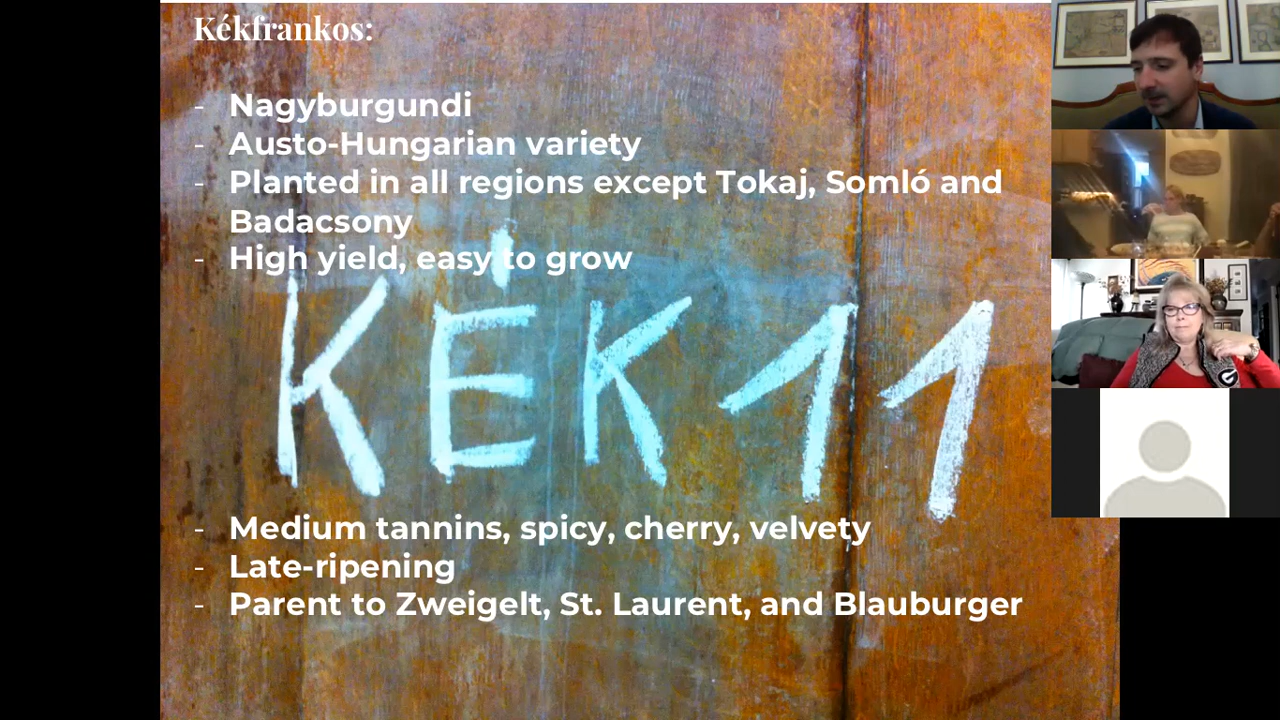 Kékfrankos:
- Nagyburgundi
- Austo-Hungarian variety
- Planted in all regions except Tokaj, Somló and
Badacsony
- High yield, easy to grow
KÉK 11
- Medium tannins, spicy, cherry, velvety
- Late-ripening
- Parent to Zweigelt, St. Laurent, and Blauburger
G